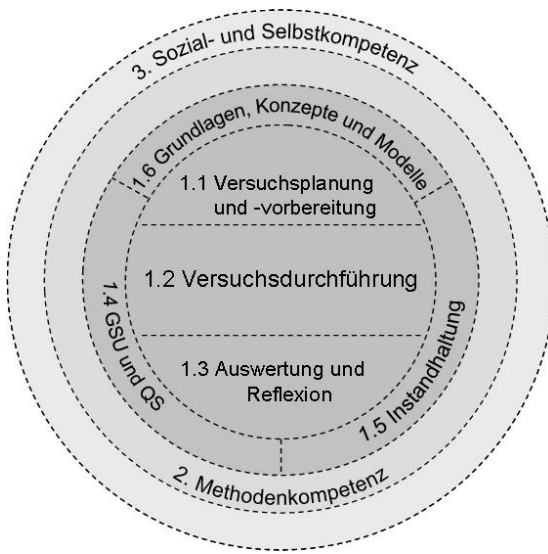 3. Sozial- und Selbstkompetenz
1.6 Grundlagen, Konzepte und Modelle
1.1 Versuchsplanung
und -vorbereitung
1.2 Versuchsdurchführung
1.4 GSU und QS
1.5 Instandhaltung
1.3 Auswertung und
Reflexion
2. Methodenkompetenz